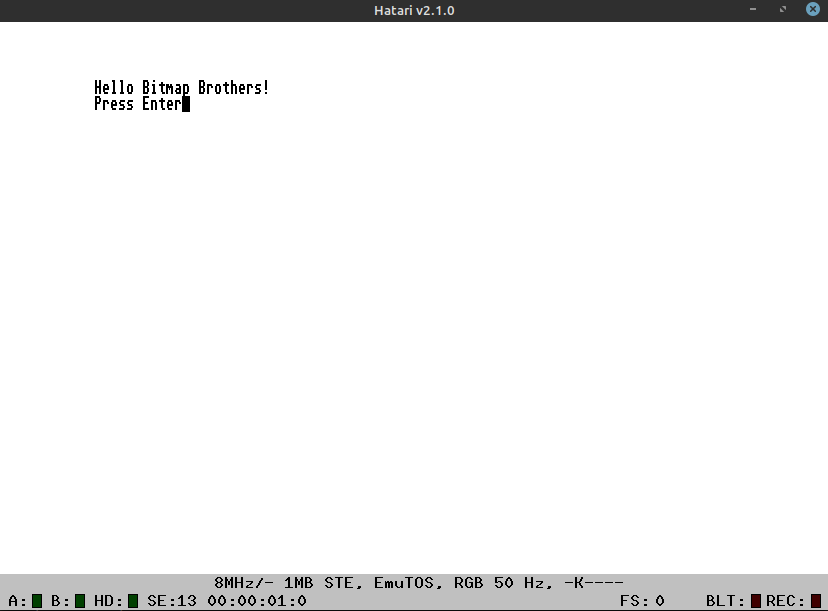 Hatari v2.1.0
Hello Bitmap Brothers!
Press Enter
8MHz/- 1MB STE, EmuTOS, RGB 50 Hz, -K----
A: B: HD: SE:13 00:00:01:0 FS: 0 BLT: REC: